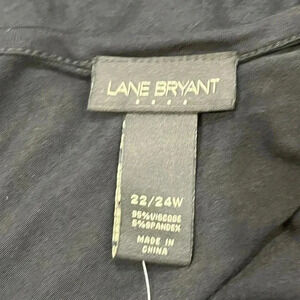 LANE BRYANT
22/24W
95%VISCOSE
5%SPANDEX
MADE IN
CHINA